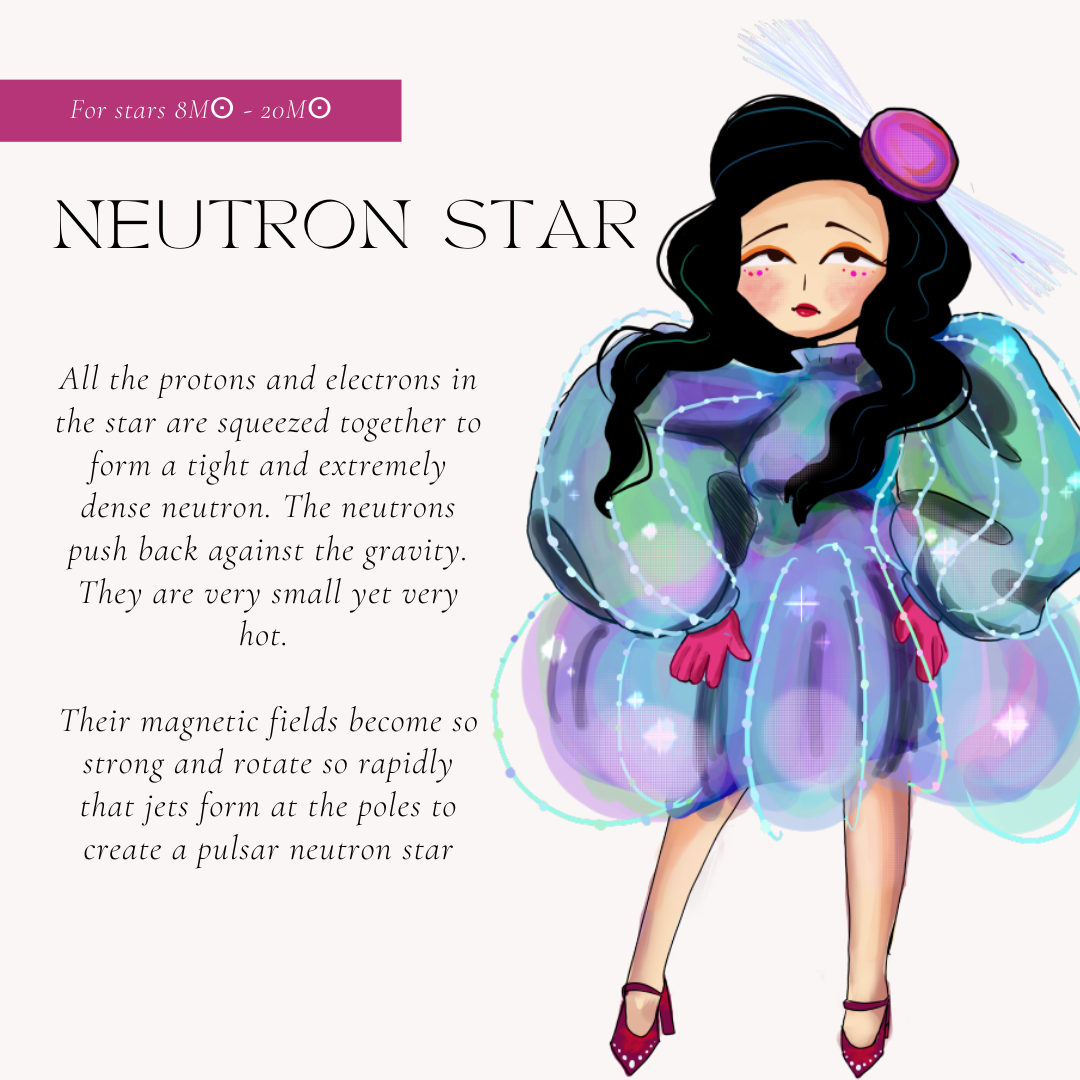 For stars 8M☉ - 20M☉
NEUTRON STAR
All the protons and electrons in
the star are squeezed together to
form a tight and extremely
dense neutron. The neutrons
push back against the gravity.
They are very small yet very
hot.
Their magnetic fields become so
strong and rotate so rapidly
that jets form at the poles to
create a pulsar neutron star